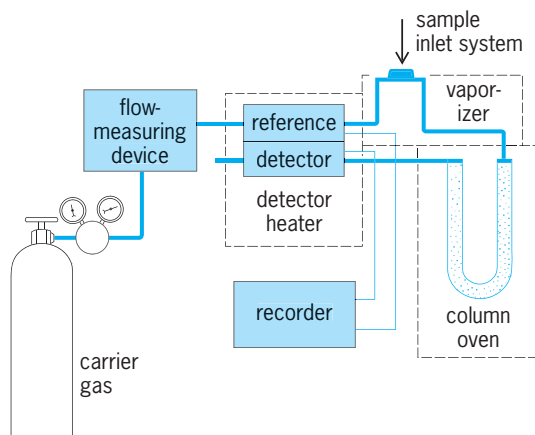 sample
inlet system
flow-
measuring
device
reference
detector
vapor-
izer
detector
heater
recorder
column
oven
carrier
gas